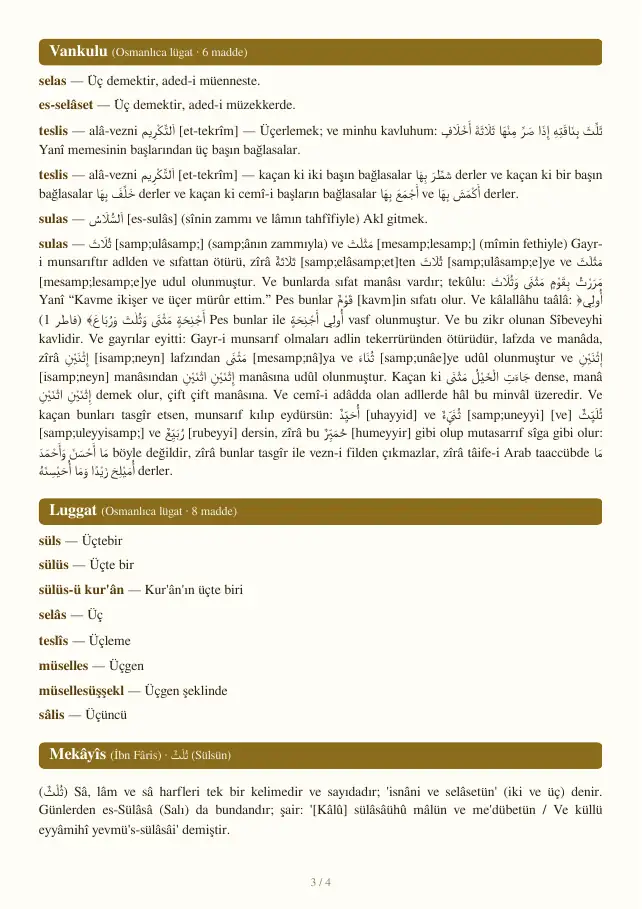 Vankulu (Osmanlıca lügat · 6 madde)
selas — Üç demektir, aded-i müenneste.
es-selâset — Üç demektir, aded-i müzekkerde.
teslis — alâ-vezni اَلتَّكْرِيم [et-tekrîm] — Üçerlemek; ve minhu kavluhum: ثَلَّثَ بِنَاقَتِهِ إِذَا صَرَّ مِنْهَا ثَلَاثَةَ أَخْلَافٍ
Yanî memesinin başlarından üç başın bağlasalar.
teslis — alâ-vezni اَلتَّكْرِيم [et-tekrîm] — kaçan ki iki başın bağlasalar شَطَّرَ بِهَا derler ve kaçan ki bir başın
bağlasalar خَلَّفَ بِهَا derler ve kaçan ki cemî-i başların bağlasalar أَجْمَعَ بِهَا ve أَكْمَشَ بِهَا derler.
sulas — اَلسُّلَاسُ [es-sulâs] (sînin zammı ve lâmın tahfîfiyle) Akl gitmek.
sulas — ثُلَاثَ [samp;ulâsamp;] (samp;ânın zammıyla) ve مَثْلَثَ [mesamp;lesamp;] (mîmin fethiyle) Gayr-
i munsarıftır adlden ve sıfattan ötürü, zîrâ ثَلَاثَةٌ [samp;elâsamp;et]ten ثُلَاثَ [samp;ulâsamp;e]ye ve مَثْلَثَ
[mesamp;lesamp;e]ye udul olunmuştur. Ve bunlarda sıfat manâsı vardır; tekûlu: مَرَرْتُ بِقَوْمٍ مَثْنَى وَثُلَاثَ
Yanî “Kavme ikişer ve üçer mürûr ettim.” Pes bunlar قَوْمٌ [kavm]in sıfatı olur. Ve kâlallâhu taâlâ: ﴿أُولِي
أَجْنِحَةٍ مَثْنَى وَثُلَثَ وَرُبَاعَ﴾ (فاطر 1) Pes bunlar ile أُولِى أَجْنِحَةٍ vasf olunmuştur. Ve bu zikr olunan Sîbeveyhi
kavlidir. Ve gayrılar eyitti: Gayr-i munsarif olmaları adlin tekerrüründen ötürüdür, lafzda ve manâda,
zîrâ إِثْنَيْنِ [isamp;neyn] lafzından مَثْنَى [mesamp;nâ]ya ve ثُنَاءَ ve [samp;unâe]ye udûl olunmuştur ve إِثْنَيْنِ
[isamp;neyn] manâsından إِثْنَيْنِ اثْنَيْنِ manâsına udûl olunmuştur. Kaçan ki جَاءَتِ الْخَيْلُ مَثْنَى dense, manâ
إِثْنَيْنِ اثْنَيْنِ demek olur, çift çift manâsına. Ve cemî-i adâdda olan adllerde hâl bu minvâl üzeredir. Ve
kaçan bunları tasgîr etsen, munsarıf kılıp eydürsün: أُحَيِّدٌ [uhayyid] ve ثُنَيِّءٌ [samp;uneyyi] [ve] ثُلَيِّثٌ
[samp;uleyyisamp;] ve رُبَيِّعٌ [rubeyyi] dersin, zîrâ bu حُمَيِّرٌ [humeyyir] gibi olup mutasarrıf sîga gibi olur:
مَا أَحْسَنَ وَأَحْمَدَ böyle değildir, zîrâ bunlar tasgîr ile vezn-i filden çıkmazlar, zîrâ tâife-i Arab taaccübde مَا
أُمَيْلِحَ زَيْدًا وَمَا أُحَيْسِنَهُ derler.
Luggat (Osmanlıca lügat · 8 madde)
süls — Üçtebir
sülüs — Üçte bir
sülüs-ü kur'ân — Kur'ân'ın üçte biri
selâs — Üç
teslîs — Üçleme
müselles — Üçgen
müsellesüşşekl — Üçgen şeklinde
sâlis — Üçüncü
Mekâyîs (İbn Fâris) · ثُلُثٌ (Sülsün)
(ثُلُثٌ) Sâ, lâm ve sâ harfleri tek bir kelimedir ve sayıdadır; 'isnâni ve selâsetün' (iki ve üç) denir.
Günlerden es-Sülâsâ (Salı) da bundandır; şair: '[Kâlû] sülâsâühû mâlün ve me'dübetün / Ve küllü
eyyâmihî yevmü's-sülâsâi' demiştir.
3 / 4